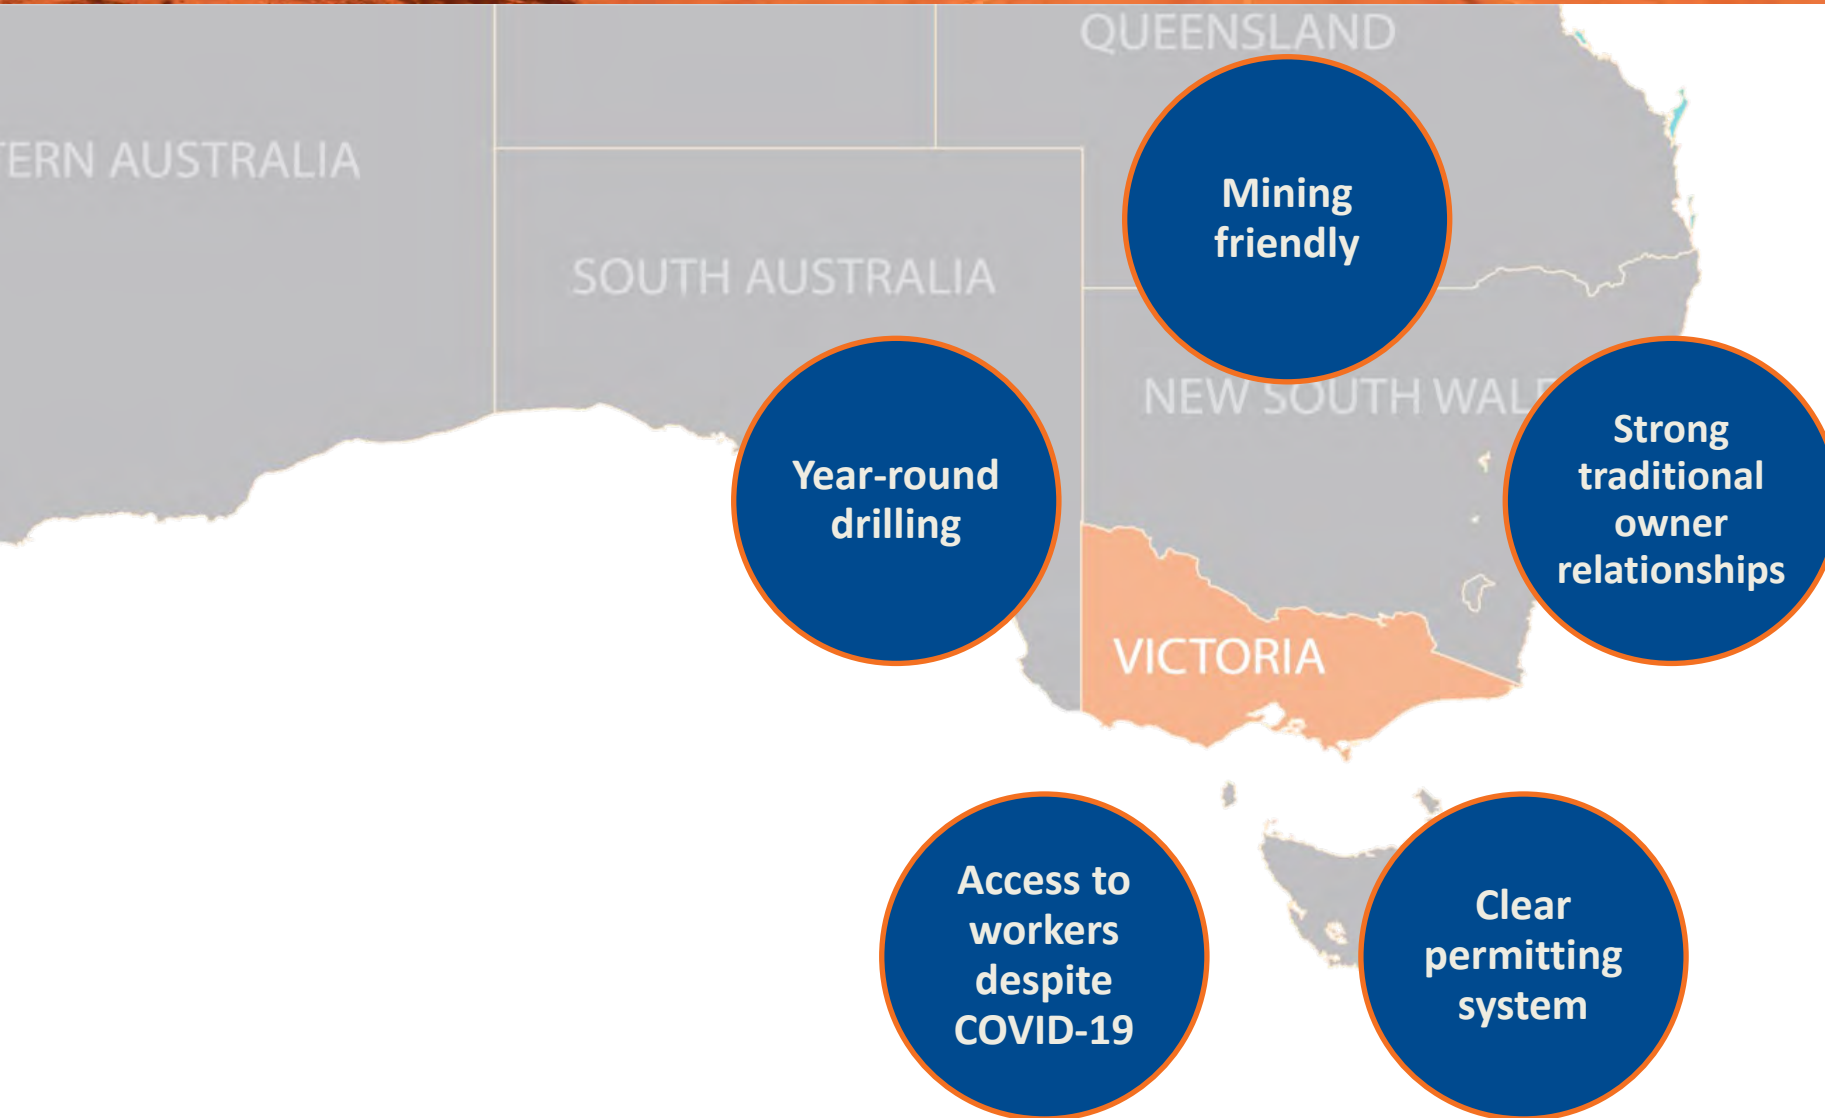 QUEENSLAND
TERN AUSTRALIA
Mining
friendly
SOUTH AUSTRALIA
NEW SOUTH WALE
Year-round
drilling
Strong
traditional
owner
relationships
VICTORIA
Access to
workers
despite
COVID-19
Clear
permitting
system